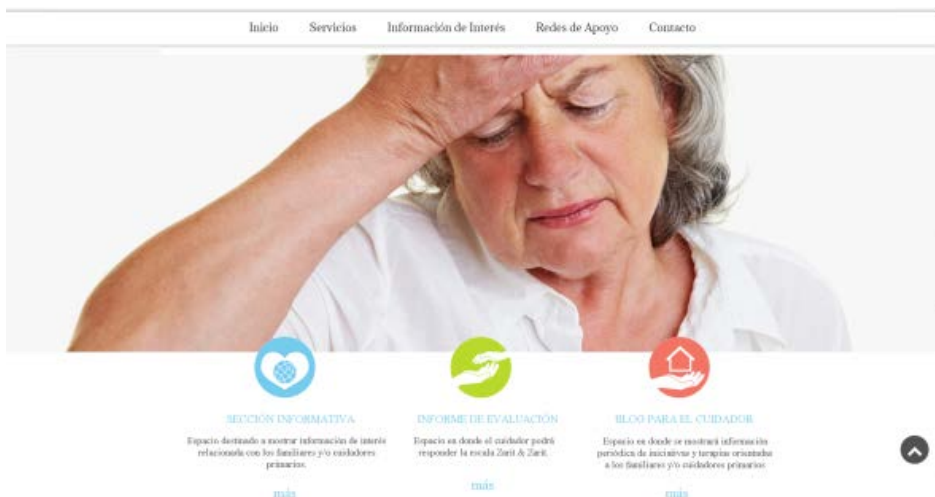 Inicio Servicios Información de Interés Redes de Apoyo Contacto
SECCIÓN INFORMATIVA
Espacio destinado a mostrar información de interés
relacionada con los familiares y/o cuidadores
primarios.
más
INFORME DE EVALUACIÓN
Espacio en donde el cuidador podrá
responder la escala Zarit & Zarit.
más
BLOG PARA EL CUIDADOR
Espacio en donde se mostrará información
periódica de iniciativas y terapias orientadas
a los familiares y/o cuidadores primarios
más